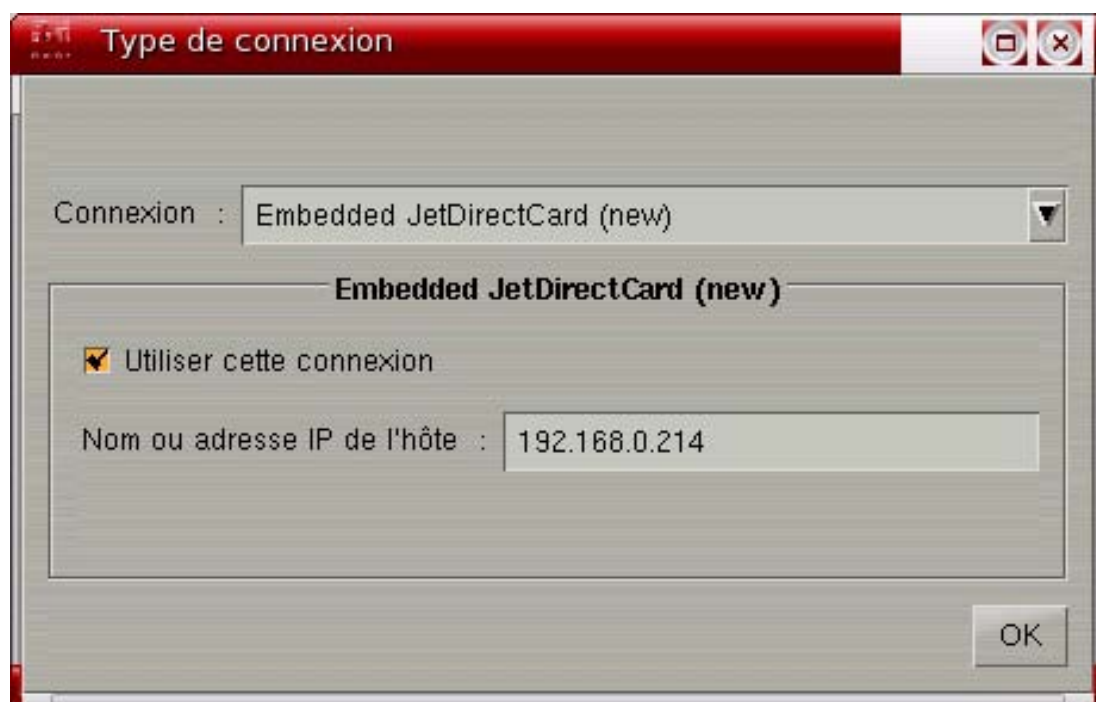 Type de connexion
Connexion : Embedded JetDirectCard (new)
Embedded JetDirectCard (new)
Utiliser cette connexion
Nom ou adresse IP de l'hôte : 192.168.0.214
OK